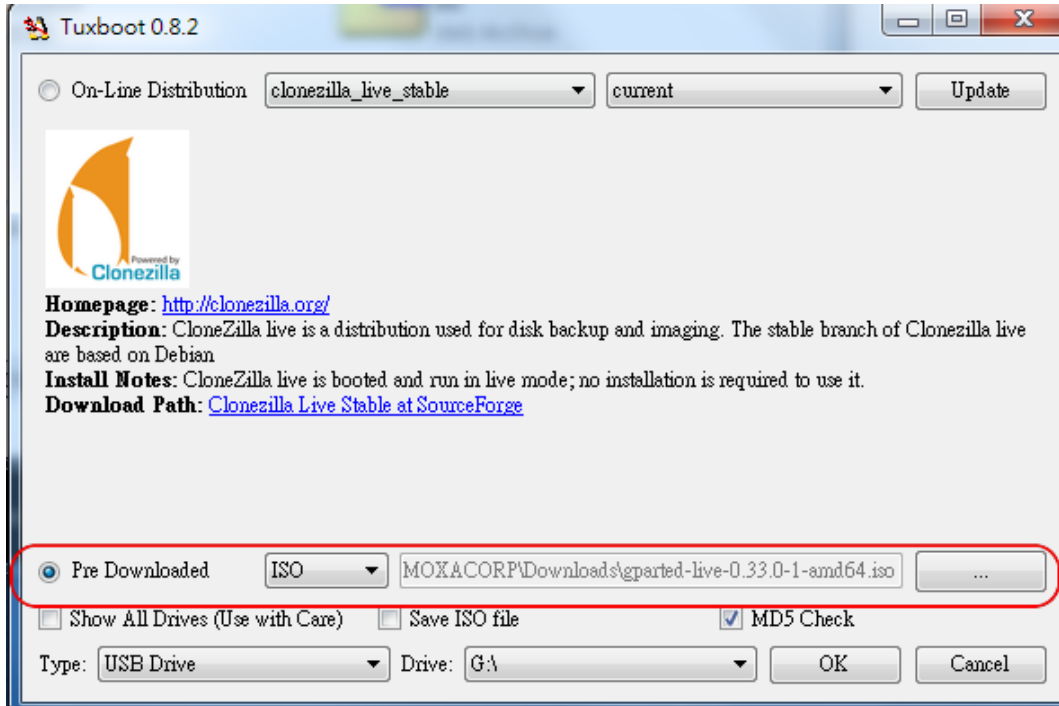 Tuxboot 0.8.2
On-Line Distribution clonezilla_live_stable current Update
Powered by
Clonezilla
Homepage: http://clonezilla.org/
Description: CloneZilla live is a distribution used for disk backup and imaging. The stable branch of Clonezilla live
are based on Debian
Install Notes: CloneZilla live is booted and run in live mode; no installation is required to use it.
Download Path: Clonezilla Live Stable at SourceForge
Pre Downloaded ISO MOXACORP\Downloads\gparted-live-0.33.0-1-amd64.iso ...
Show All Drives (Use with Care) Save ISO file MD5 Check
Type: USB Drive Drive: G:\ OK Cancel